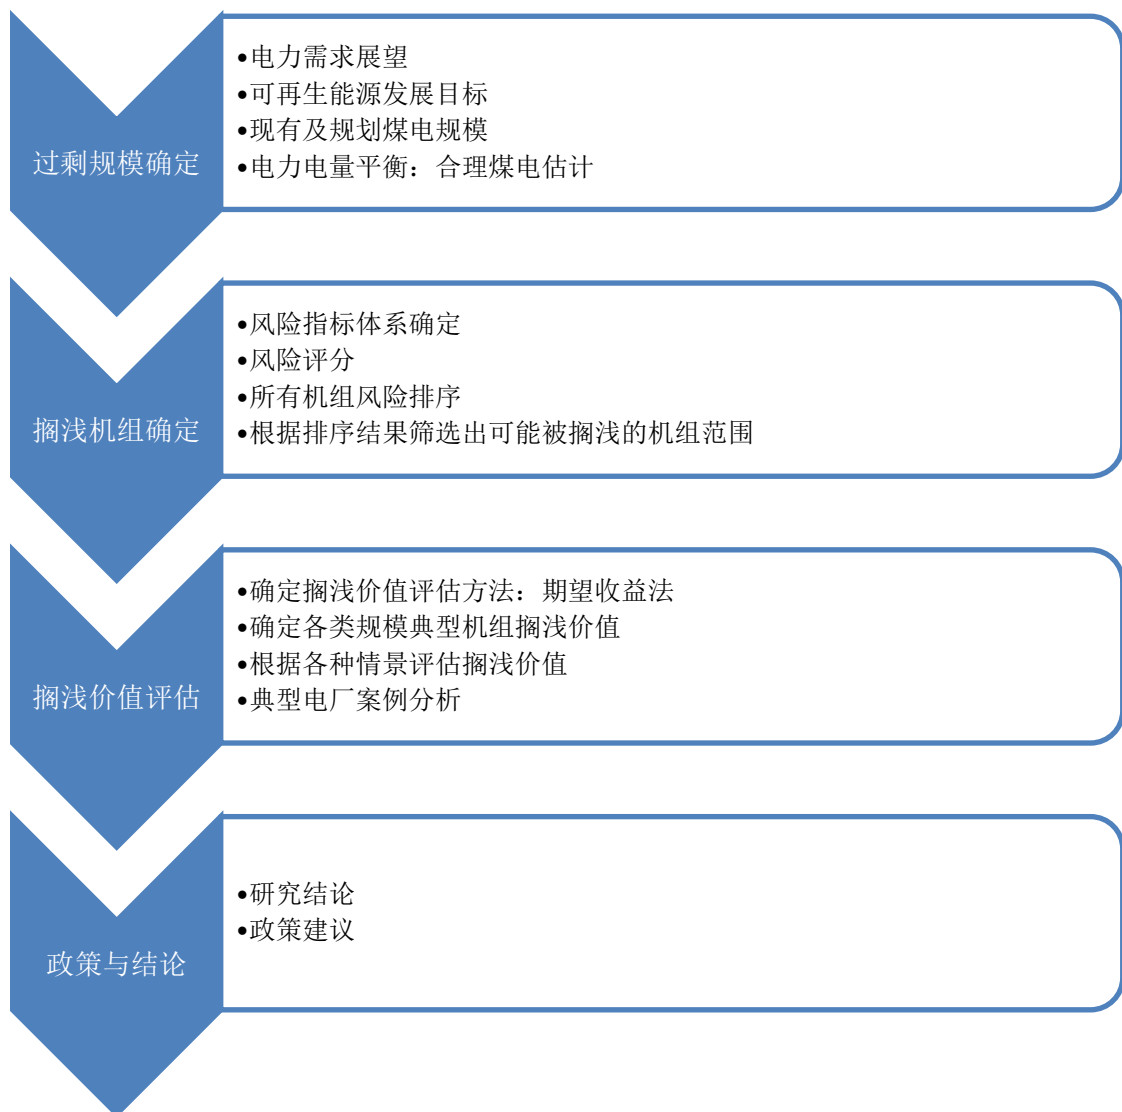 过剩规模确定
•电力需求展望
•可再生能源发展目标
•现有及规划煤电规模
•电力电量平衡：合理煤电估计
搁浅机组确定
•风险指标体系确定
•风险评分
•所有机组风险排序
•根据排序结果筛选出可能被搁浅的机组范围
搁浅价值评估
•确定搁浅价值评估方法：期望收益法
•确定各类规模典型机组搁浅价值
•根据各种情景评估搁浅价值
•典型电厂案例分析
政策与结论
•研究结论
•政策建议